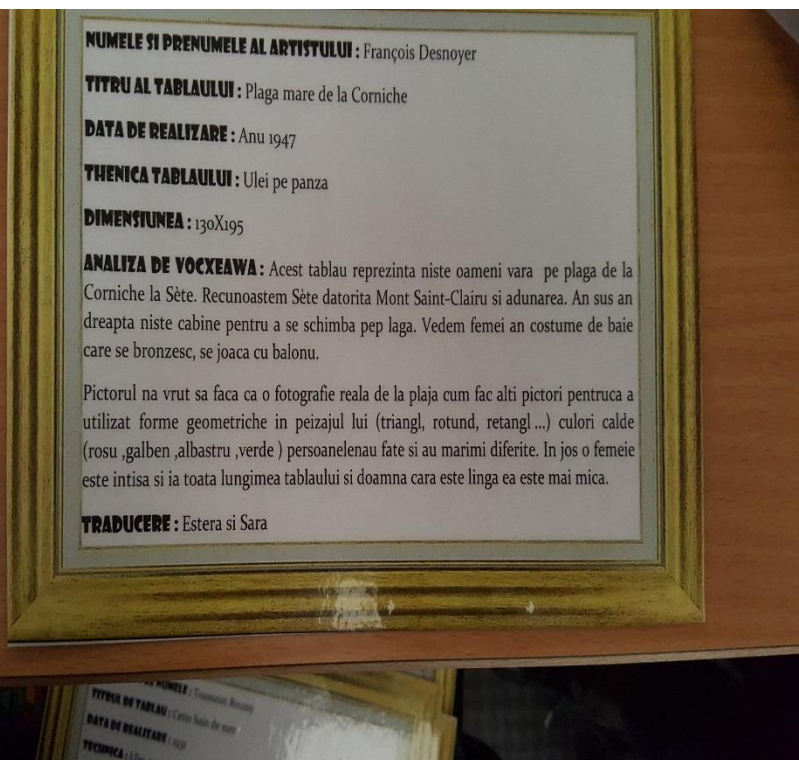 NUMELE SI PRENUMELE AL ARTISTULUI : François Desnoyer
TITRU AL TABLAULUI : Plaga mare de la Corniche
DATA DE REALIZARE : Anu 1947
THENICA TABLAULUI : Ulei pe panza
DIMENSIUNEA : 130X195
ANALIZA DE VOCXEAWA : Acest tablau reprezinta niste oameni vara pe plaga de la
Corniche la Sète. Recunoastem Sète datorita Mont Saint-Clairu si adunarea. An sus an
dreapta niste cabine pentru a se schimba pep laga. Vedem femei an costume de baie
care se bronzesc, se joaca cu balonu.
Pictorul na vrut sa faca ca o fotografie reala de la plaja cum fac alti pictori pentruca a
utilizat forme geometriche in peizajul lui (triangl, rotund, retangl ...) culori calde
(rosu ,galben ,albastru ,verde ) persoanelenau fate si au marimi diferite. In jos o femeie
este intisa si ia toata lungimea tablaului si doamna cara este linga ea este mai mica.
TRADUCERE : Estera si Sara
NUMELE :
TITRUL DE TABLAU : Cette bain de mer
DATA DE REALIZARE :
TECHNICA :